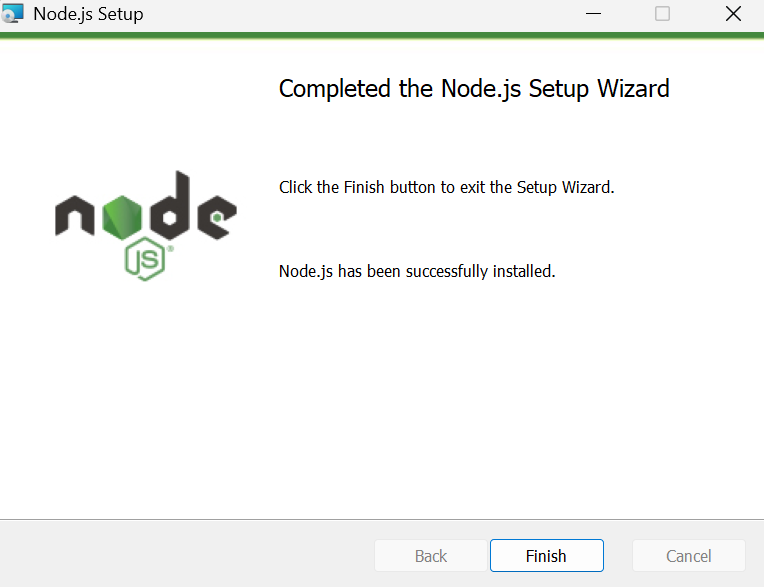 Node.js Setup
Completed the Node.js Setup Wizard
Click the Finish button to exit the Setup Wizard.
node
JS®
Node.js has been successfully installed.
Back
Finish
Cancel